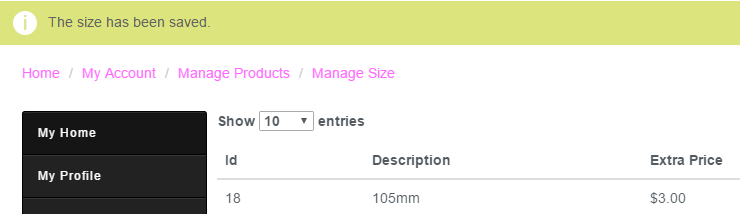 The size has been saved.
Home / My Account / Manage Products / Manage Size
My Home
My Profile
Show 10 entries
Id Description Extra Price
18 105mm $3.00